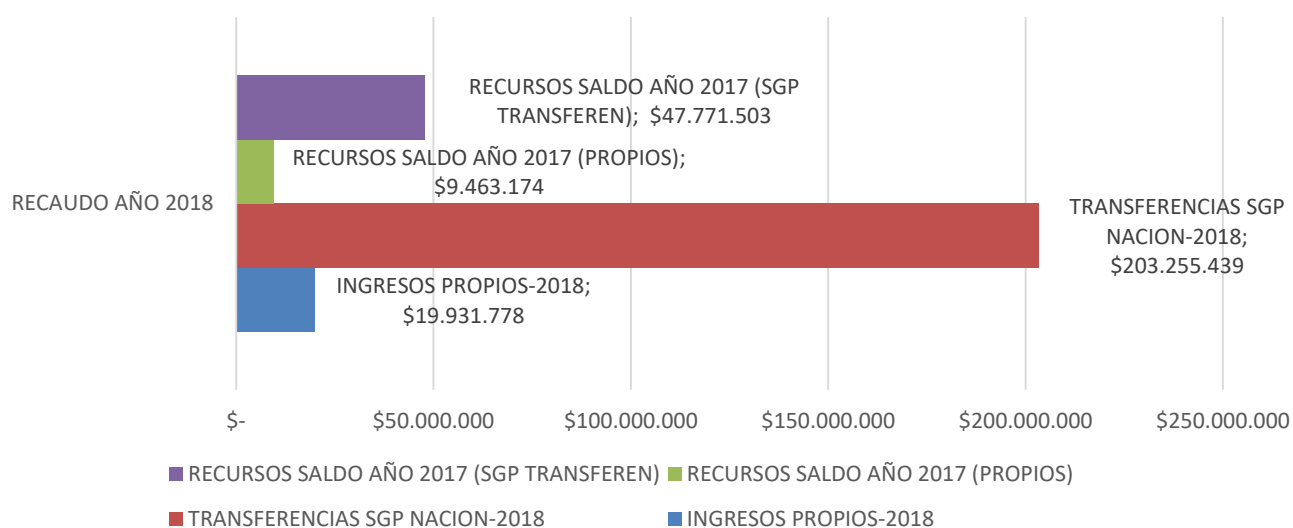 RECURSOS SALDO AÑO 2017 (SGP
TRANSFEREN); $47.771.503
RECURSOS SALDO AÑO 2017 (PROPIOS);
$9.463.174
RECAUDO AÑO 2018
TRANSFERENCIAS SGP
NACION-2018;
$203.255.439
INGRESOS PROPIOS-2018;
$19.931.778
$- $50.000.000 $100.000.000 $150.000.000 $200.000.000 $250.000.000
RECURSOS SALDO AÑO 2017 (SGP TRANSFEREN) RECURSOS SALDO AÑO 2017 (PROPIOS)
TRANSFERENCIAS SGP NACION-2018 INGRESOS PROPIOS-2018